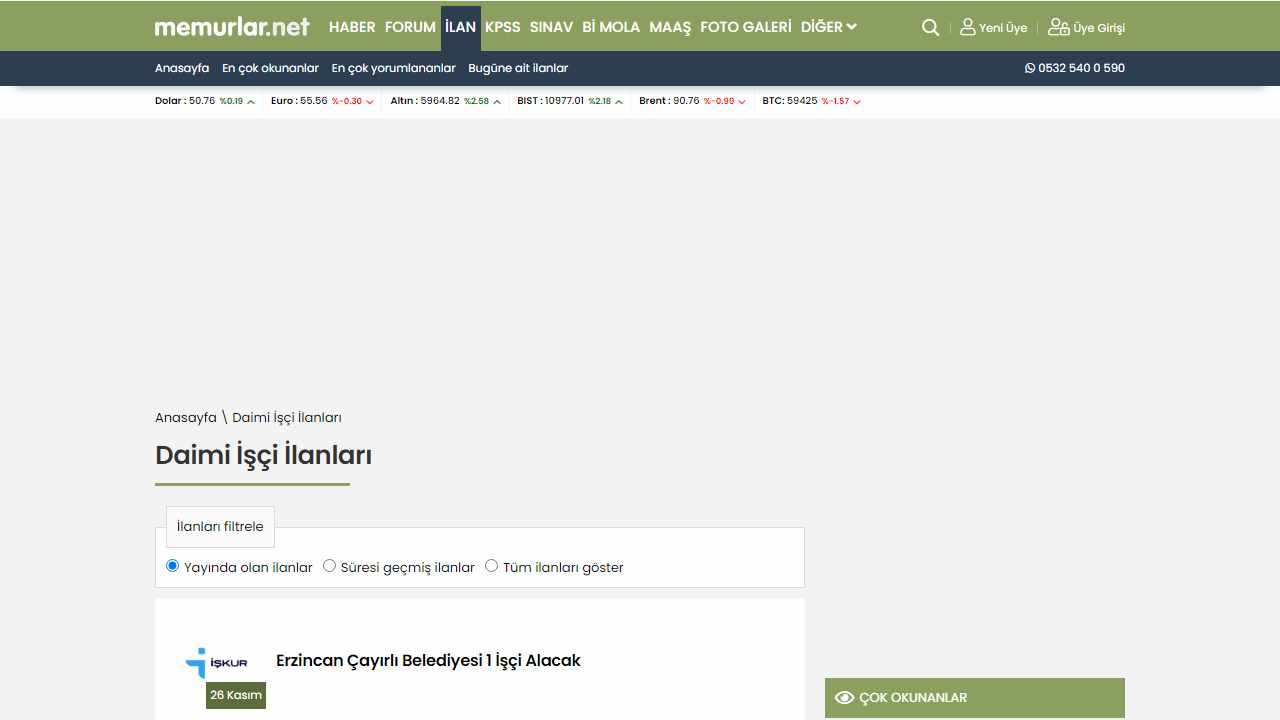 memurlar.net HABER FORUM İLAN KPSS SINAV Bİ MOLA MAAŞ FOTO GALERİ DİĞER Yeni Üye Üye Girişi
Anasayfa En çok okunanlar En çok yorumlananlar Bugüne ait ilanlar 0532 540 0 590
Dolar : 50.76 %0.19 Euro : 55.56 %-0.30 Altın : 5964.82 %2.58 BIST : 10977.01 %2.18 Brent : 90.76 %-0.99 BTC: 59425 %-1.57
Anasayfa \ Daimi İşçi İlanları
Daimi İşçi İlanları
İlanları filtrele
Yayında olan ilanlar Süresi geçmiş ilanlar Tüm ilanları göster
İŞKUR
Erzincan Çayırlı Belediyesi 1 İşçi Alacak
26 Kasım
ÇOK OKUNANLAR